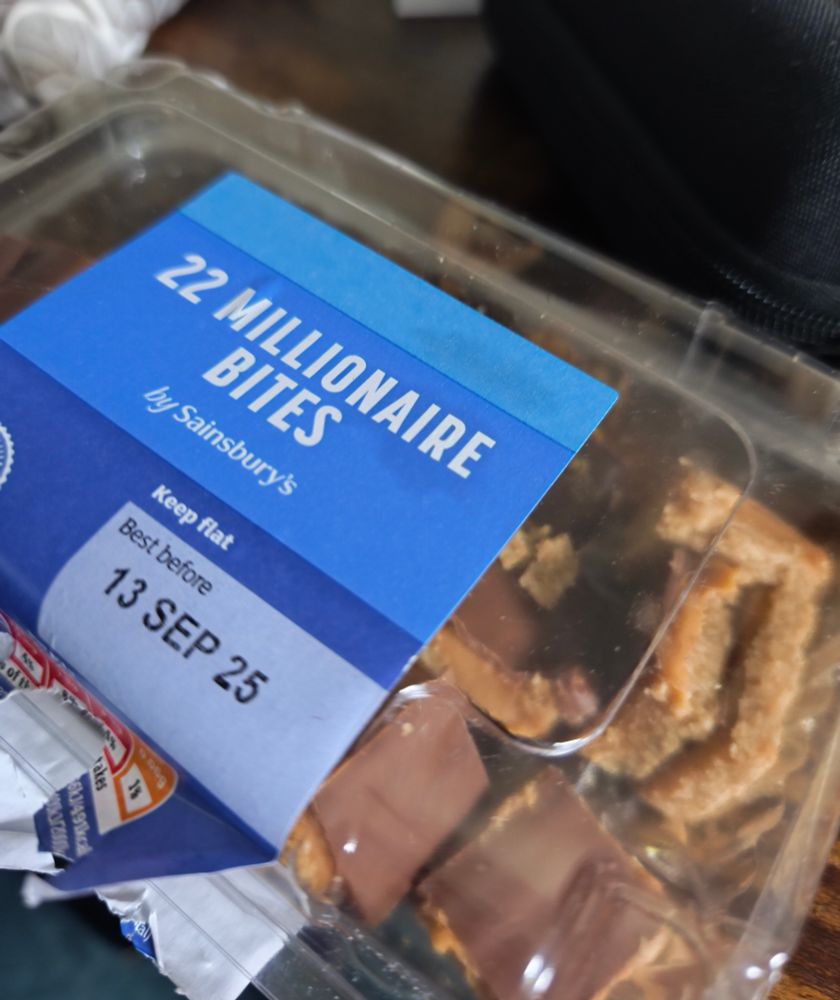 22 MILLIONAIRE
BITES
by Sainsbury's
Keep flat
Best before
13 SEP 25